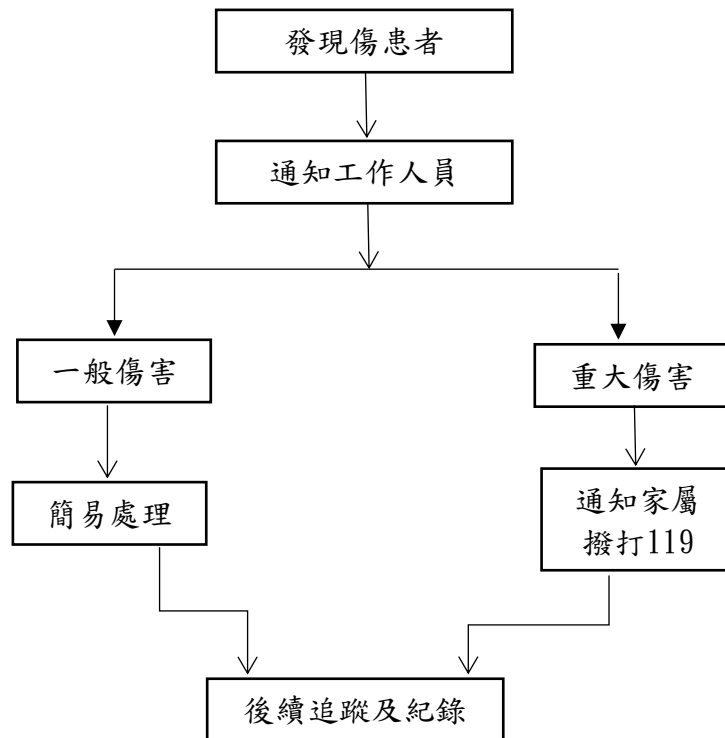 發現傷患者
通知工作人員
一般傷害
重大傷害
簡易處理
通知家屬
撥打119
後續追蹤及紀錄